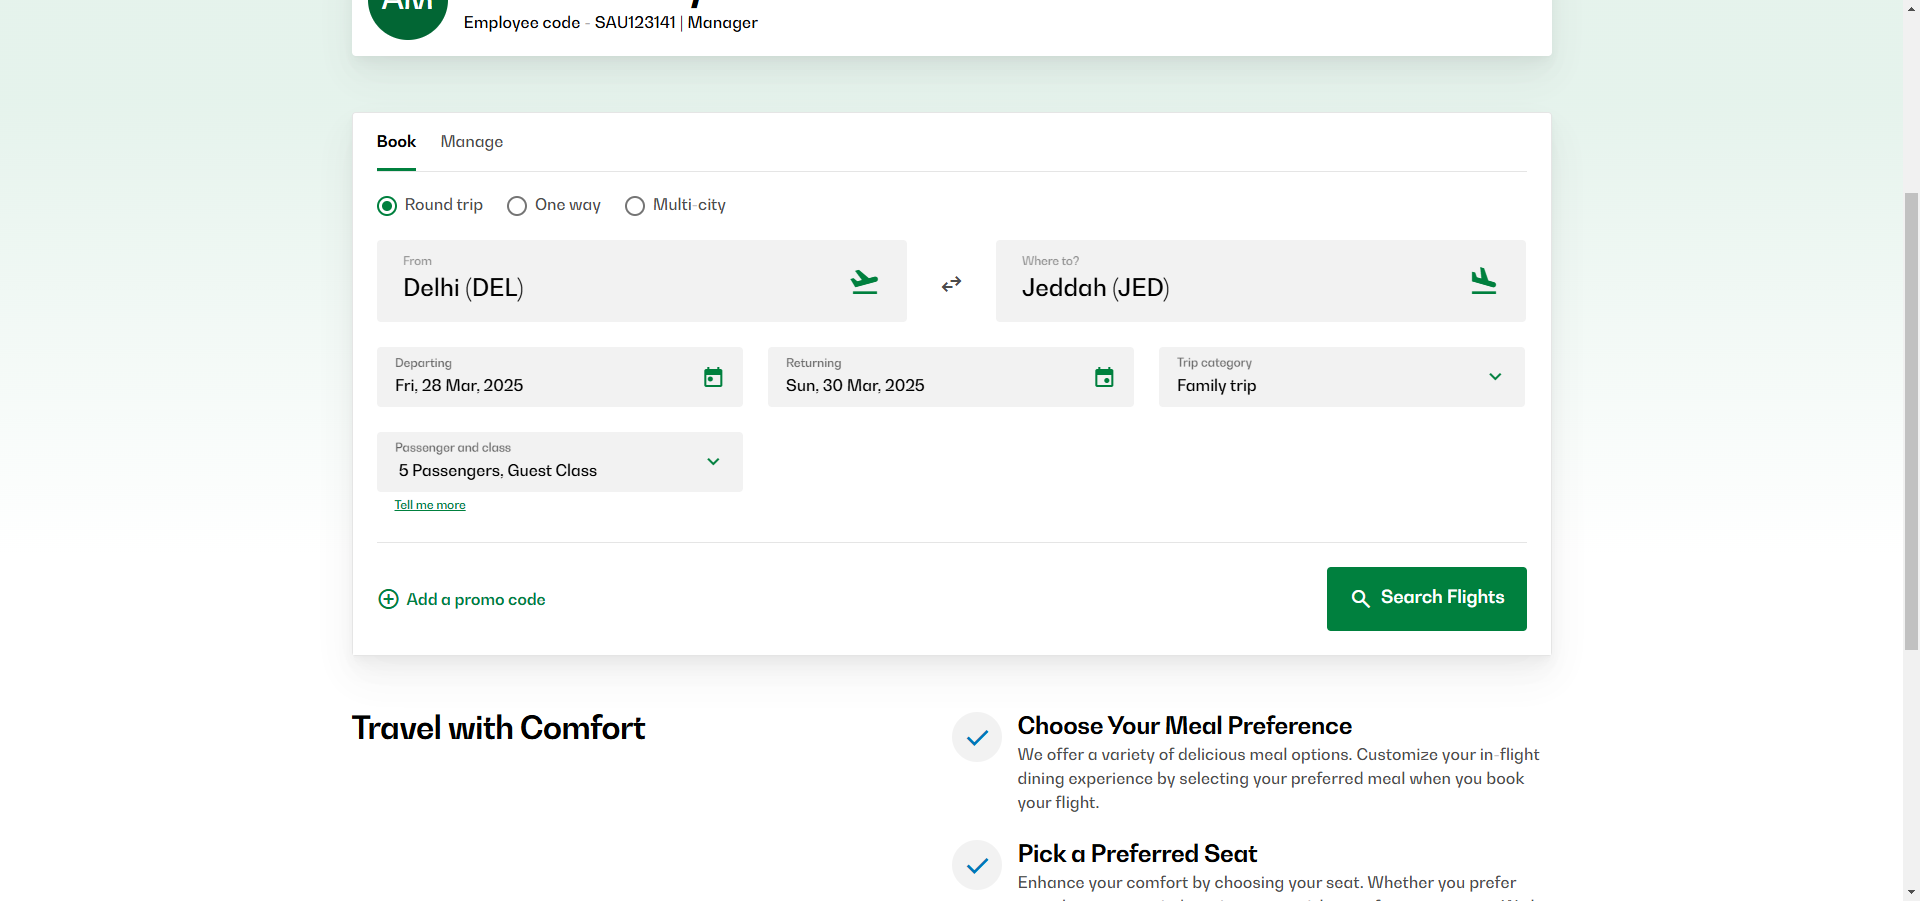 AM
Employee code - SAU123141 | Manager
Book
Manage
Round trip
One way
Multi-city
From
Delhi (DEL)
Where to?
Jeddah (JED)
Departing
Fri, 28 Mar, 2025
Returning
Sun, 30 Mar, 2025
Trip category
Family trip
Passenger and class
5 Passengers, Guest Class
Tell me more
Add a promo code
Search Flights
Travel with Comfort
Choose Your Meal Preference
We offer a variety of delicious meal options. Customize your in-flight
dining experience by selecting your preferred meal when you book
your flight.
Pick a Preferred Seat
Enhance your comfort by choosing your seat. Whether you prefer